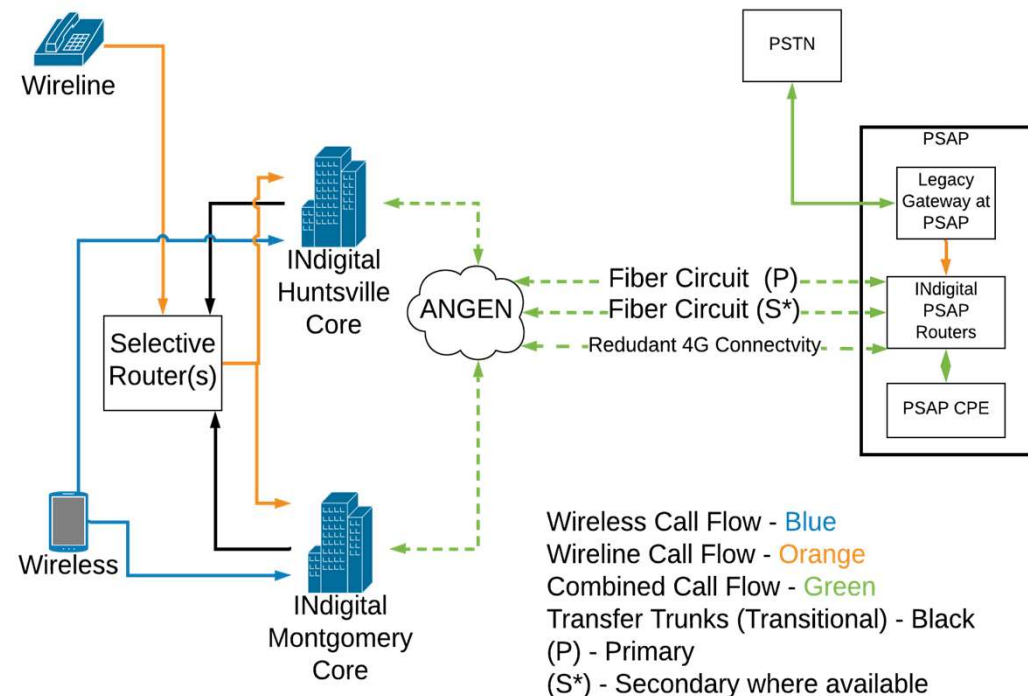 Wireline
PSTN
PSAP
Legacy
Gateway at
PSAP
INdigital
Huntsville
Core
ANGEN
Fiber Circuit (P)
Fiber Circuit (S*)
Redudant 4G Connectvity
INdigital
PSAP
Routers
Selective
Router(s)
PSAP CPE
Wireless
INdigital
Montgomery
Core
Wireless Call Flow - Blue
Wireline Call Flow - Orange
Combined Call Flow - Green
Transfer Trunks (Transitional) - Black
(P) - Primary
(S*) - Secondary where available